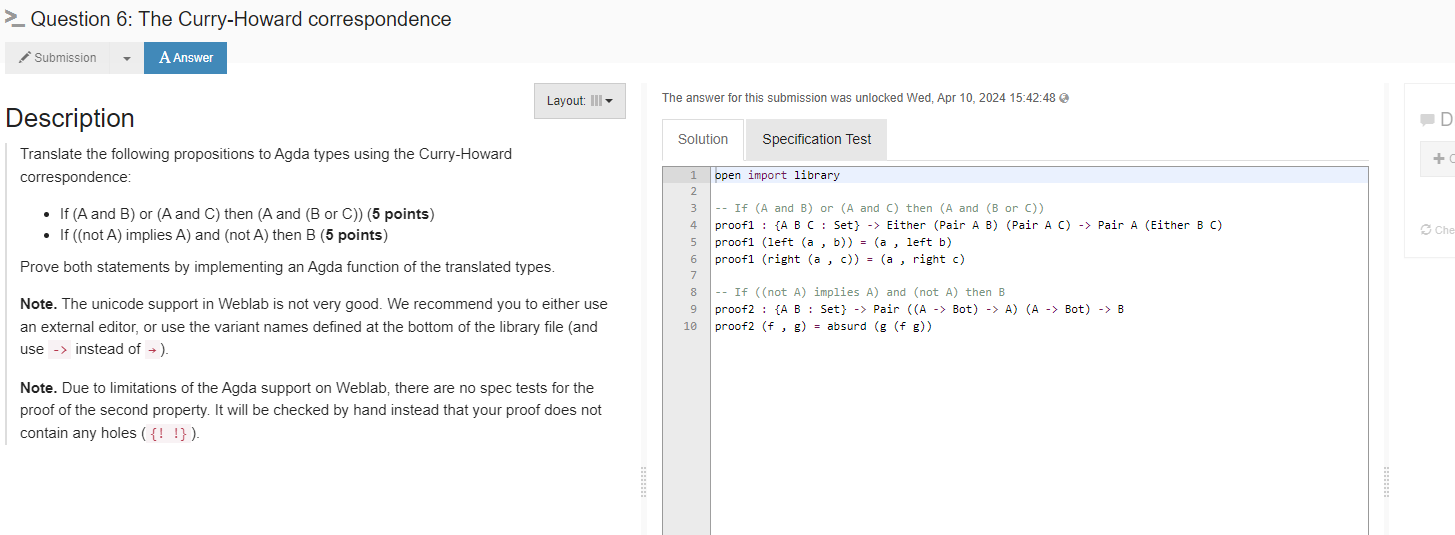 >_ Question 6: The Curry-Howard correspondence
Submission
A Answer
Layout:
Description
Translate the following propositions to Agda types using the Curry-Howard
correspondence:
• If (A and B) or (A and C) then (A and (B or C)) (5 points)
• If ((not A) implies A) and (not A) then B (5 points)
Prove both statements by implementing an Agda function of the translated types.
Note. The unicode support in Weblab is not very good. We recommend you to either use
an external editor, or use the variant names defined at the bottom of the library file (and
use -> instead of → ).
Note. Due to limitations of the Agda support on Weblab, there are no spec tests for the
proof of the second property. It will be checked by hand instead that your proof does not
contain any holes ( {! !} ).
The answer for this submission was unlocked Wed, Apr 10, 2024 15:42:48
Solution
Specification Test
1 open import library
2
3 -- If (A and B) or (A and C) then (A and (B or C))
4 proof1 : {A B C : Set} -> Either (Pair A B) (Pair A C) -> Pair A (Either B C)
5 proof1 (left (a , b)) = (a , left b)
6 proof1 (right (a , c)) = (a , right c)
7
8 -- If ((not A) implies A) and (not A) then B
9 proof2 : {A B : Set} -> Pair ((A -> Bot) -> A) (A -> Bot) -> B
10 proof2 (f , g) = absurd (g (f g))
D
+ C
Che